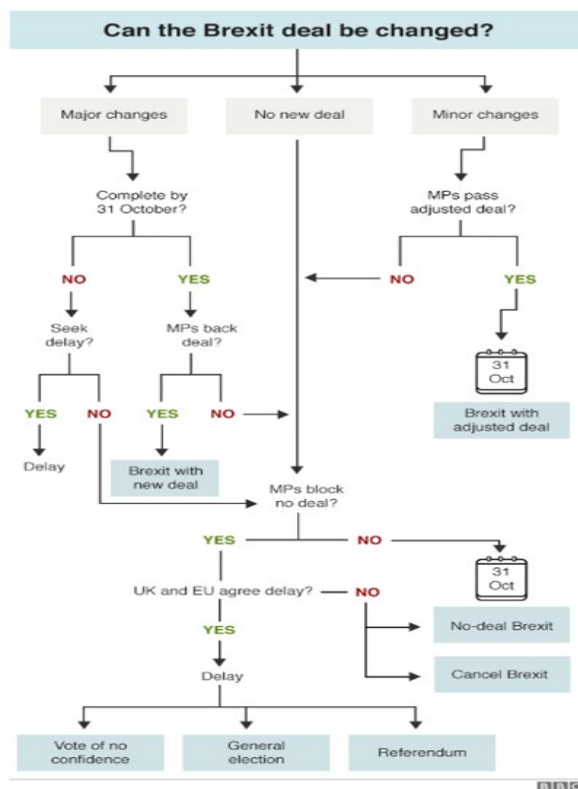 Can the Brexit deal be changed?
Major changes
No new deal
Minor changes
Complete by
31 October?
MPs pass
adjusted deal?
NO
YES
NO
YES
Seek
delay?
MPs back
deal?
31
Oct
YES
NO
YES
NO
Brexit with
adjusted deal
Delay
Brexit with
new deal
MPs block
no deal?
YES
NO
31
Oct
UK and EU agree delay?
NO
No-deal Brexit
YES
Cancel Brexit
Delay
Vote of no
confidence
General
election
Referendum
BBC